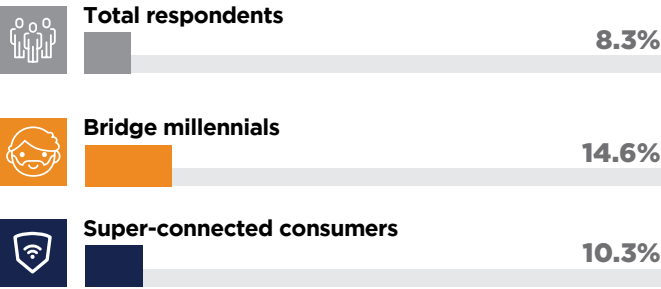 Total respondents
8.3%
Bridge millennials
14.6%
Super-connected consumers
10.3%